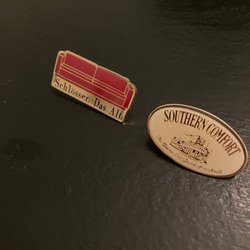 Schlösser. Das Alt.
SOUTHERN COMFORT